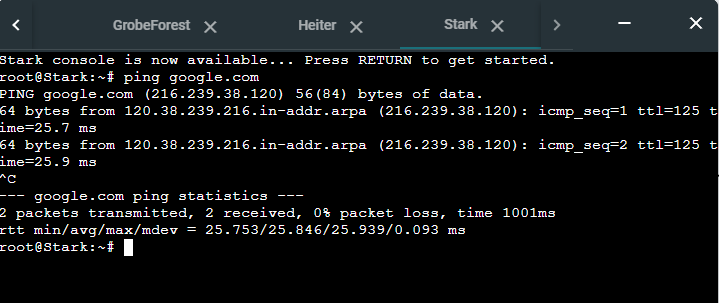 GrobeForest
Heiter
Stark
Stark console is now available... Press RETURN to get started.
root@Stark:~# ping google.com
PING google.com (216.239.38.120) 56(84) bytes of data.
64 bytes from 120.38.239.216.in-addr.arpa (216.239.38.120): icmp_seq=1 ttl=125 t
ime=25.7 ms
64 bytes from 120.38.239.216.in-addr.arpa (216.239.38.120): icmp_seq=2 ttl=125 t
ime=25.9 ms
^C
--- google.com ping statistics ---
2 packets transmitted, 2 received, 0% packet loss, time 1001ms
rtt min/avg/max/mdev = 25.753/25.846/25.939/0.093 ms
root@Stark:~#